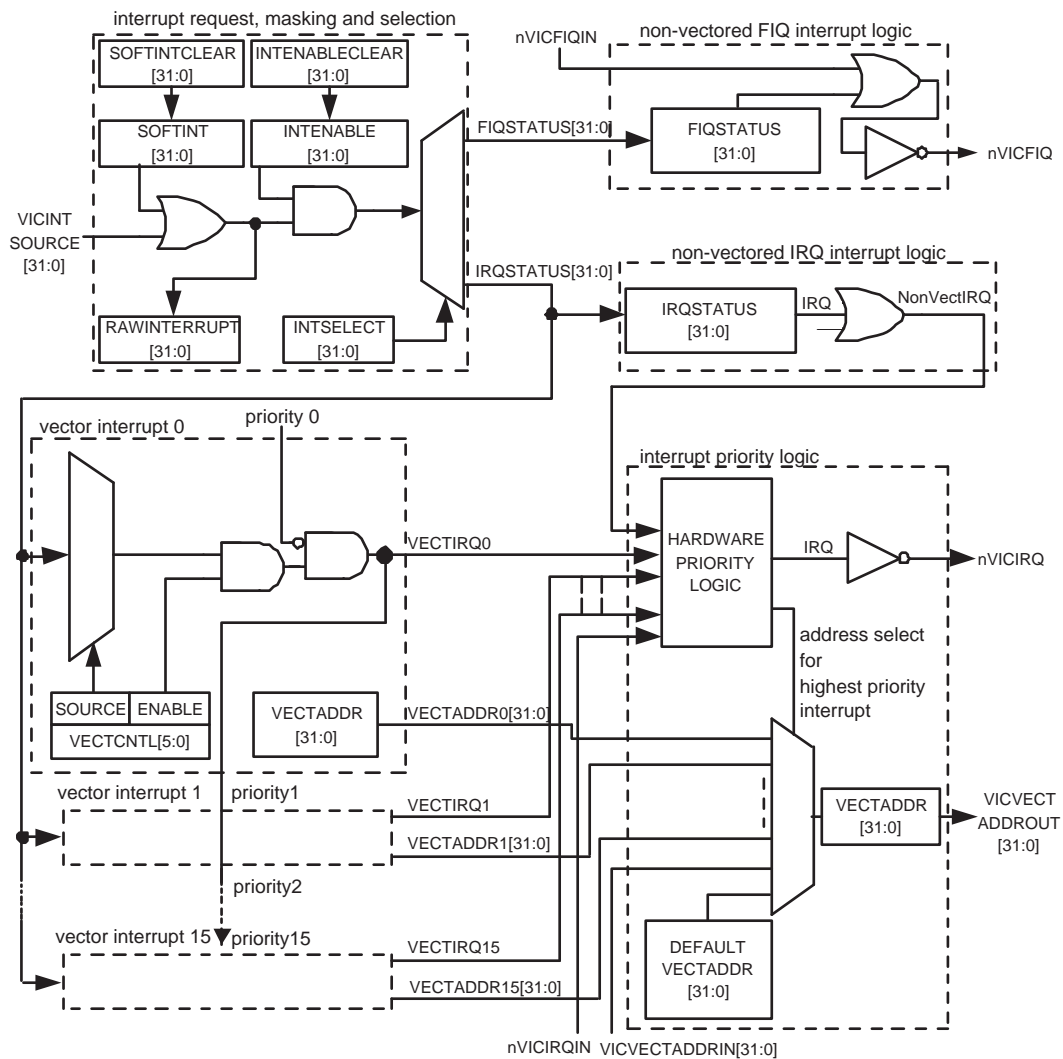 interrupt request, masking and selection
SOFTINTCLEAR
[31:0]
INTENABLECLEAR
[31:0]
SOFTINT
[31:0]
INTENABLE
[31:0]
VICINT
SOURCE
[31:0]
RAWINTERRUPT
[31:0]
INTSELECT
[31:0]
FIQSTATUS[31:0]
IRQSTATUS[31:0]
nVICFIQIN
non-vectored FIQ interrupt logic
FIQSTATUS
[31:0]
nVICFIQ
non-vectored IRQ interrupt logic
IRQSTATUS
[31:0]
IRQ
NonVectIRQ
vector interrupt 0
priority 0
VECTIRQ0
SOURCE
ENABLE
VECTCNTL[5:0]
VECTADDR
[31:0]
VECTADDR0[31:0]
interrupt priority logic
HARDWARE
PRIORITY
LOGIC
IRQ
nVICIRQ
address select
for
highest priority
interrupt
vector interrupt 1
priority1
VECTIRQ1
VECTADDR1[31:0]
priority2
VECTADDR
[31:0]
VICVECT
ADDROUT
[31:0]
vector interrupt 15
priority15
VECTIRQ15
VECTADDR15[31:0]
DEFAULT
VECTADDR
[31:0]
nVICIRQIN
VICVECTADDRIN[31:0]